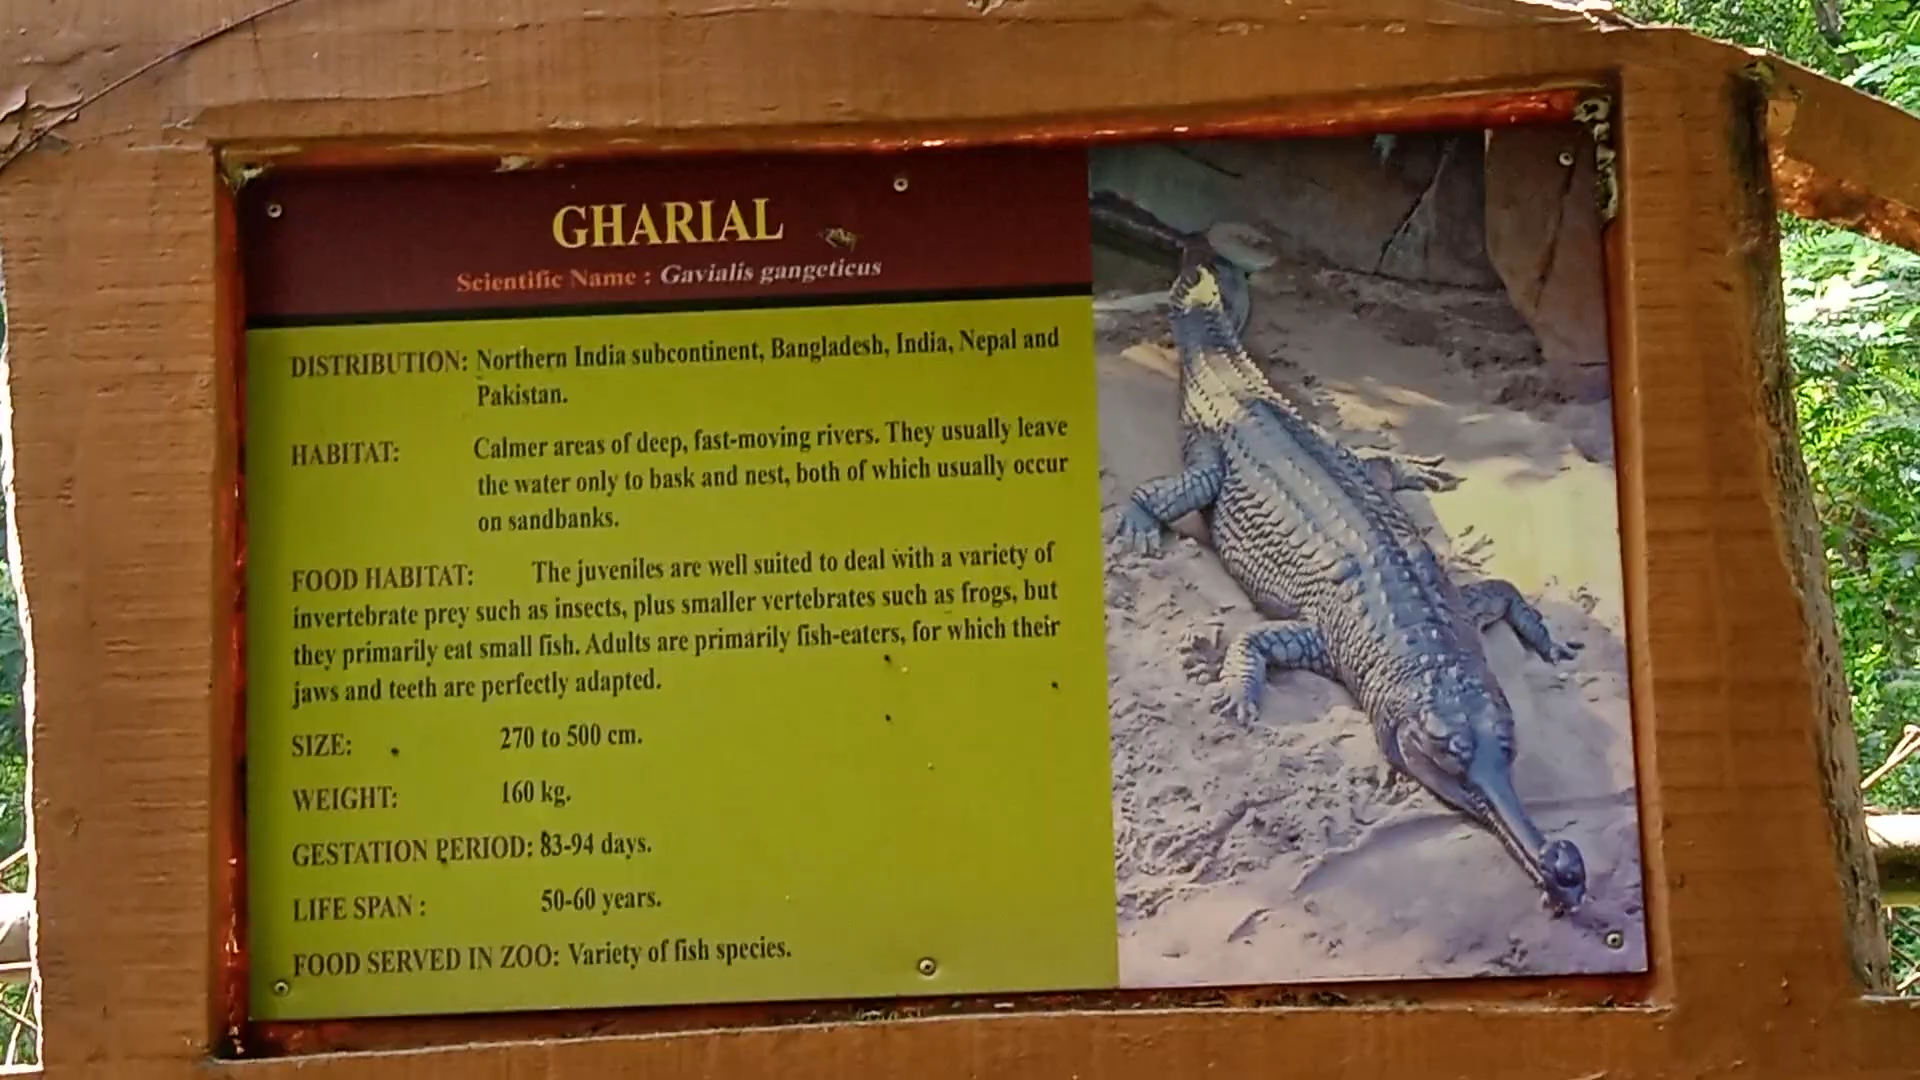 GHARIAL
Scientific Name : Gavialis gangeticus
DISTRIBUTION: Northern India subcontinent, Bangladesh, India, Nepal and
Pakistan.
HABITAT: Calmer areas of deep, fast-moving rivers. They usually leave
the water only to bask and nest, both of which usually occur
on sandbanks.
FOOD HABITAT: The juveniles are well suited to deal with a variety of
invertebrate prey such as insects, plus smaller vertebrates such as frogs, but
they primarily eat small fish. Adults are primarily fish-eaters, for which their
jaws and teeth are perfectly adapted.
SIZE: 270 to 500 cm.
WEIGHT: 160 kg.
GESTATION PERIOD: 83-94 days.
LIFE SPAN : 50-60 years.
FOOD SERVED IN ZOO: Variety of fish species.